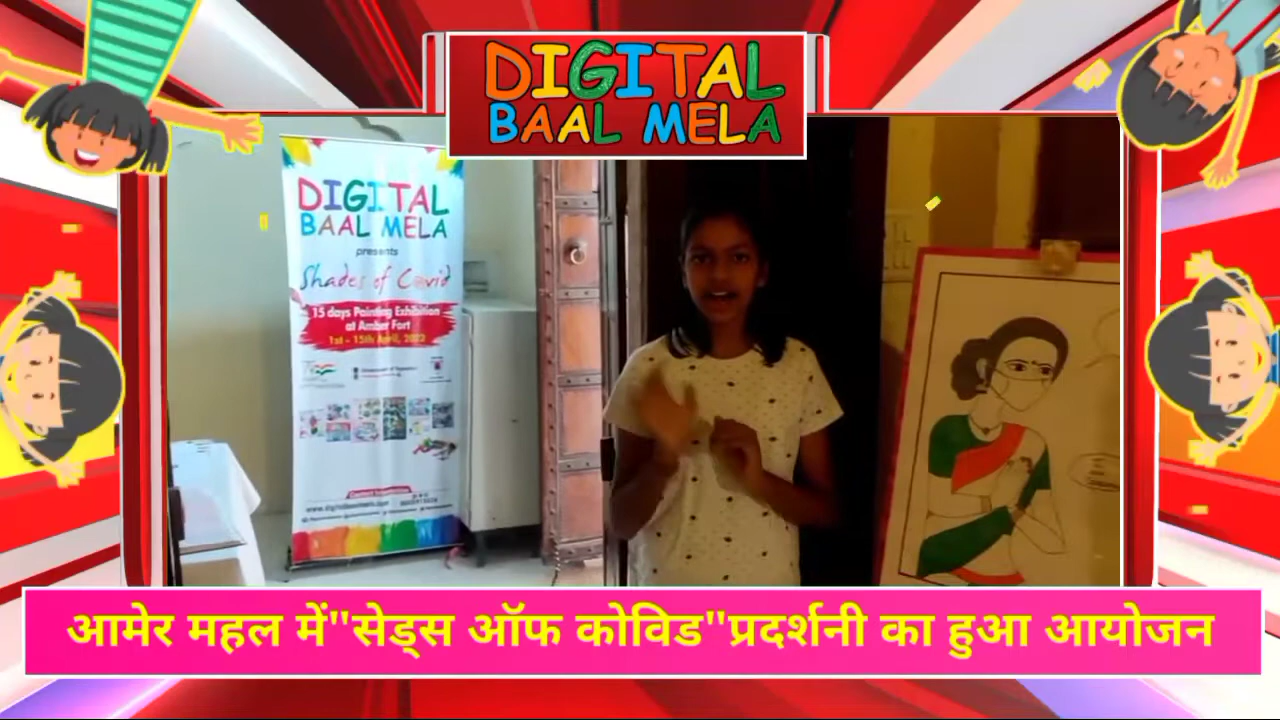 DIGITAL
BAAL MELA
DIGITAL
BAAL MELA
presents
Shades of Covid
15 days Painting Exhibition
at Amber Fort
1st - 15th April, 2022
आमेर महल में"सेड्स ऑफ कोविड"प्रदर्शनी का हुआ आयोजन